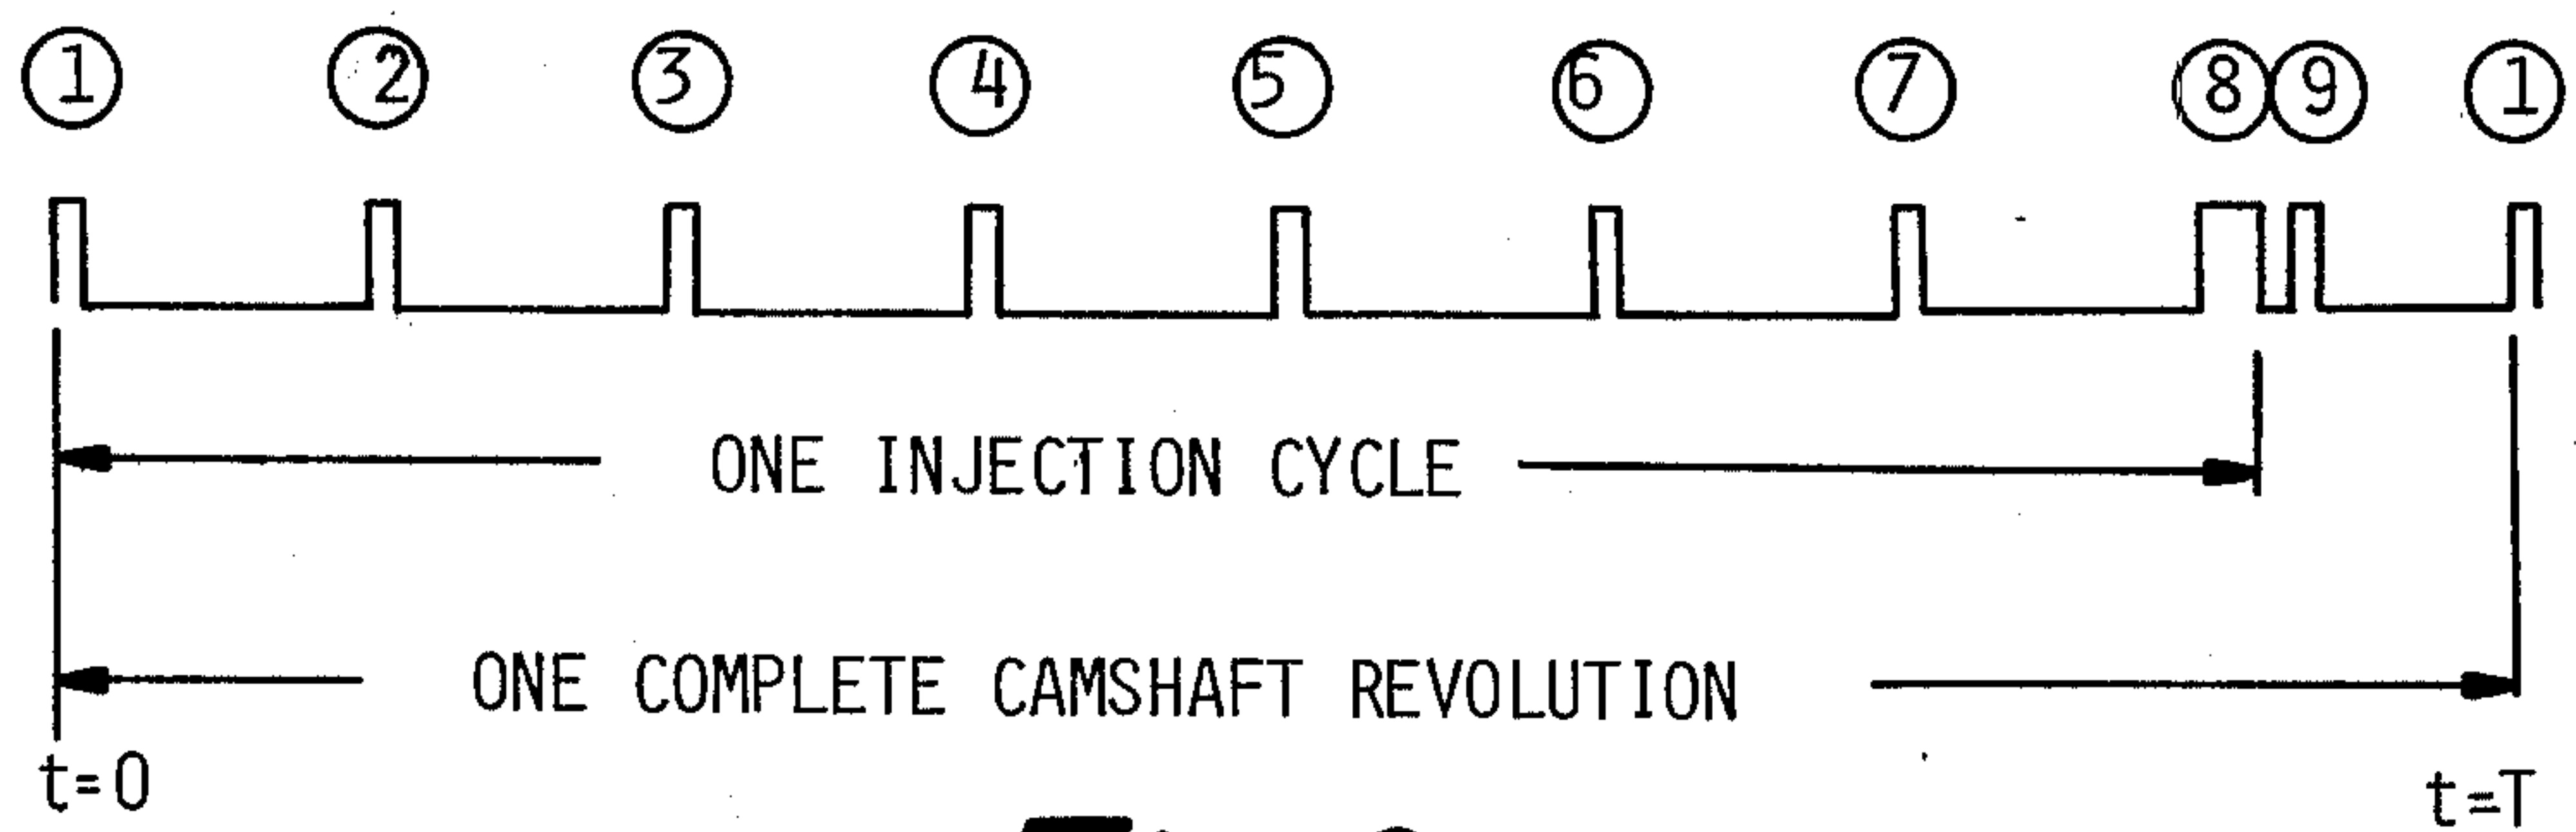 ① ② ③ ④ ⑤ ⑥ ⑦ ⑧ ⑨ ①
ONE INJECTION CYCLE
ONE COMPLETE CAMSHAFT REVOLUTION
t=0 t=T